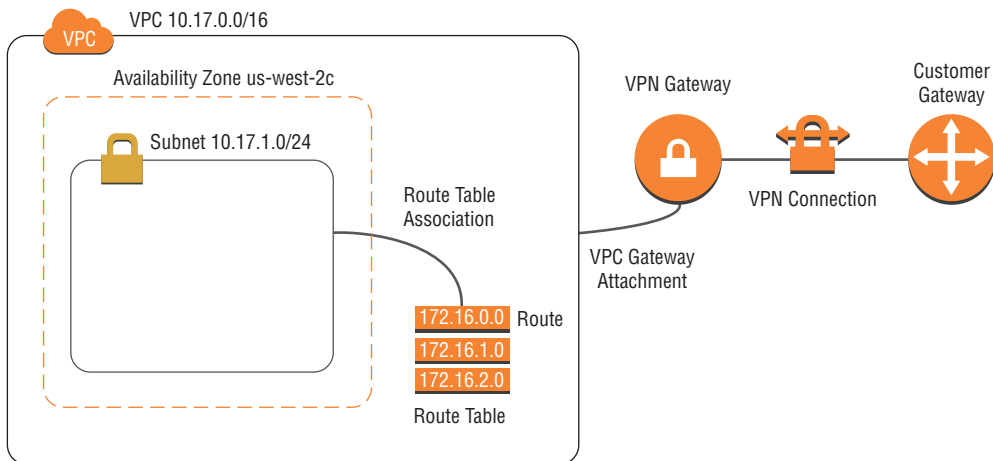 VPC 10.17.0.0/16
VPC
Availability Zone us-west-2c
Subnet 10.17.1.0/24
Route Table
Association
172.16.0.0
Route
172.16.1.0
172.16.2.0
Route Table
VPN Gateway
VPC Gateway
Attachment
VPN Connection
Customer
Gateway